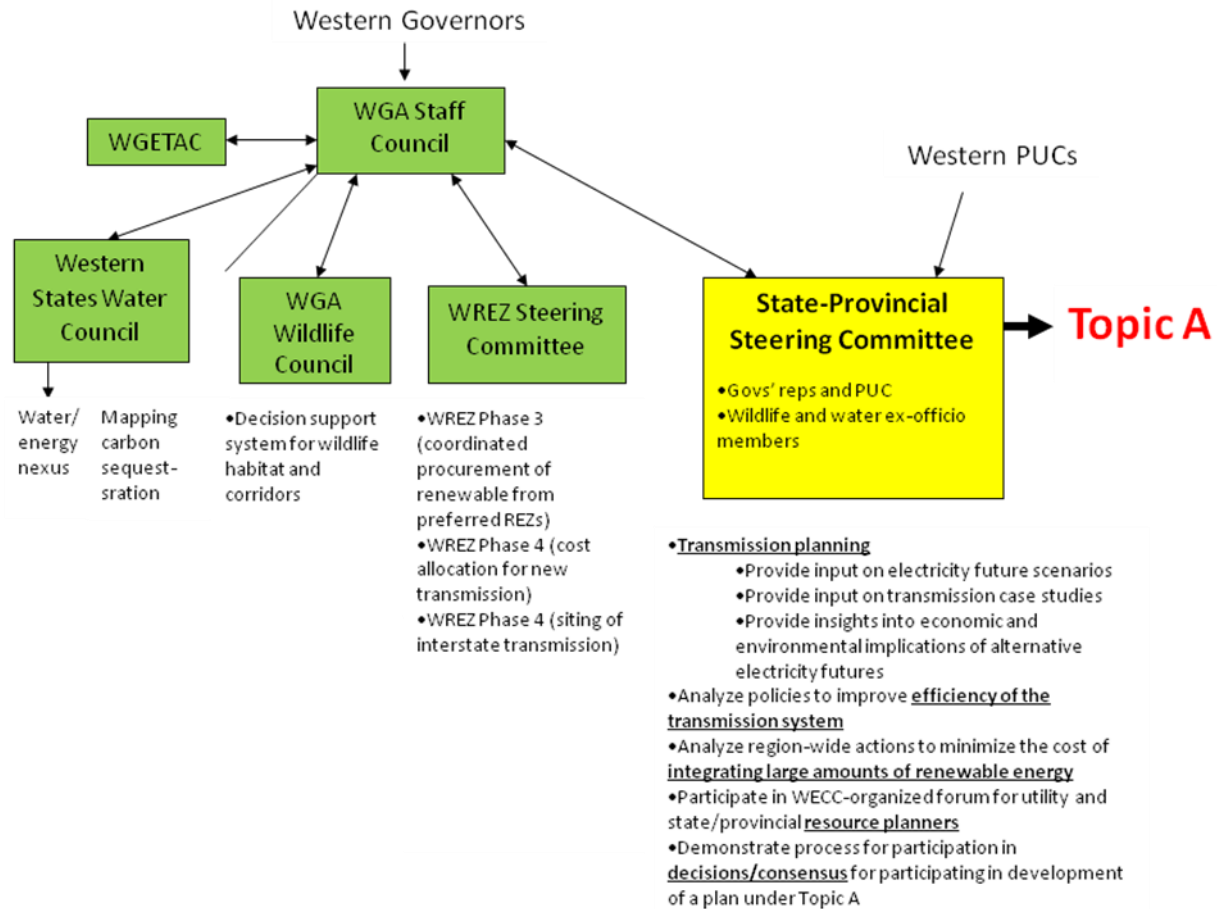 Western Governors
WGA Staff
Council
WGETAC
Western PUCs
Western
States Water
Council
WGA
Wildlife
Council
WREZ Steering
Committee
State-Provincial
Steering Committee
•Govs' reps and PUC
•Wildlife and water ex-officio
members
Topic A
Water/
energy
nexus
Mapping
carbon
sequest-
sration
•Decision support
system for wildlife
habitat and
corridors
•WREZ Phase 3
(coordinated
procurement of
renewable from
preferred REZs)
•WREZ Phase 4 (cost
allocation for new
transmission)
•WREZ Phase 4 (siting
of interstate transmission)
•Transmission planning
•Provide input on electricity future scenarios
•Provide input on transmission case studies
•Provide insights into economic and
environmental implications of alternative
electricity futures
•Analyze policies to improve efficiency of the
transmission system
•Analyze region-wide actions to minimize the cost of
integrating large amounts of renewable energy
•Participate in WECC-organized forum for utility and
state/provincial resource planners
•Demonstrate process for participation in
decisions/consensus for participating in development
of a plan under Topic A